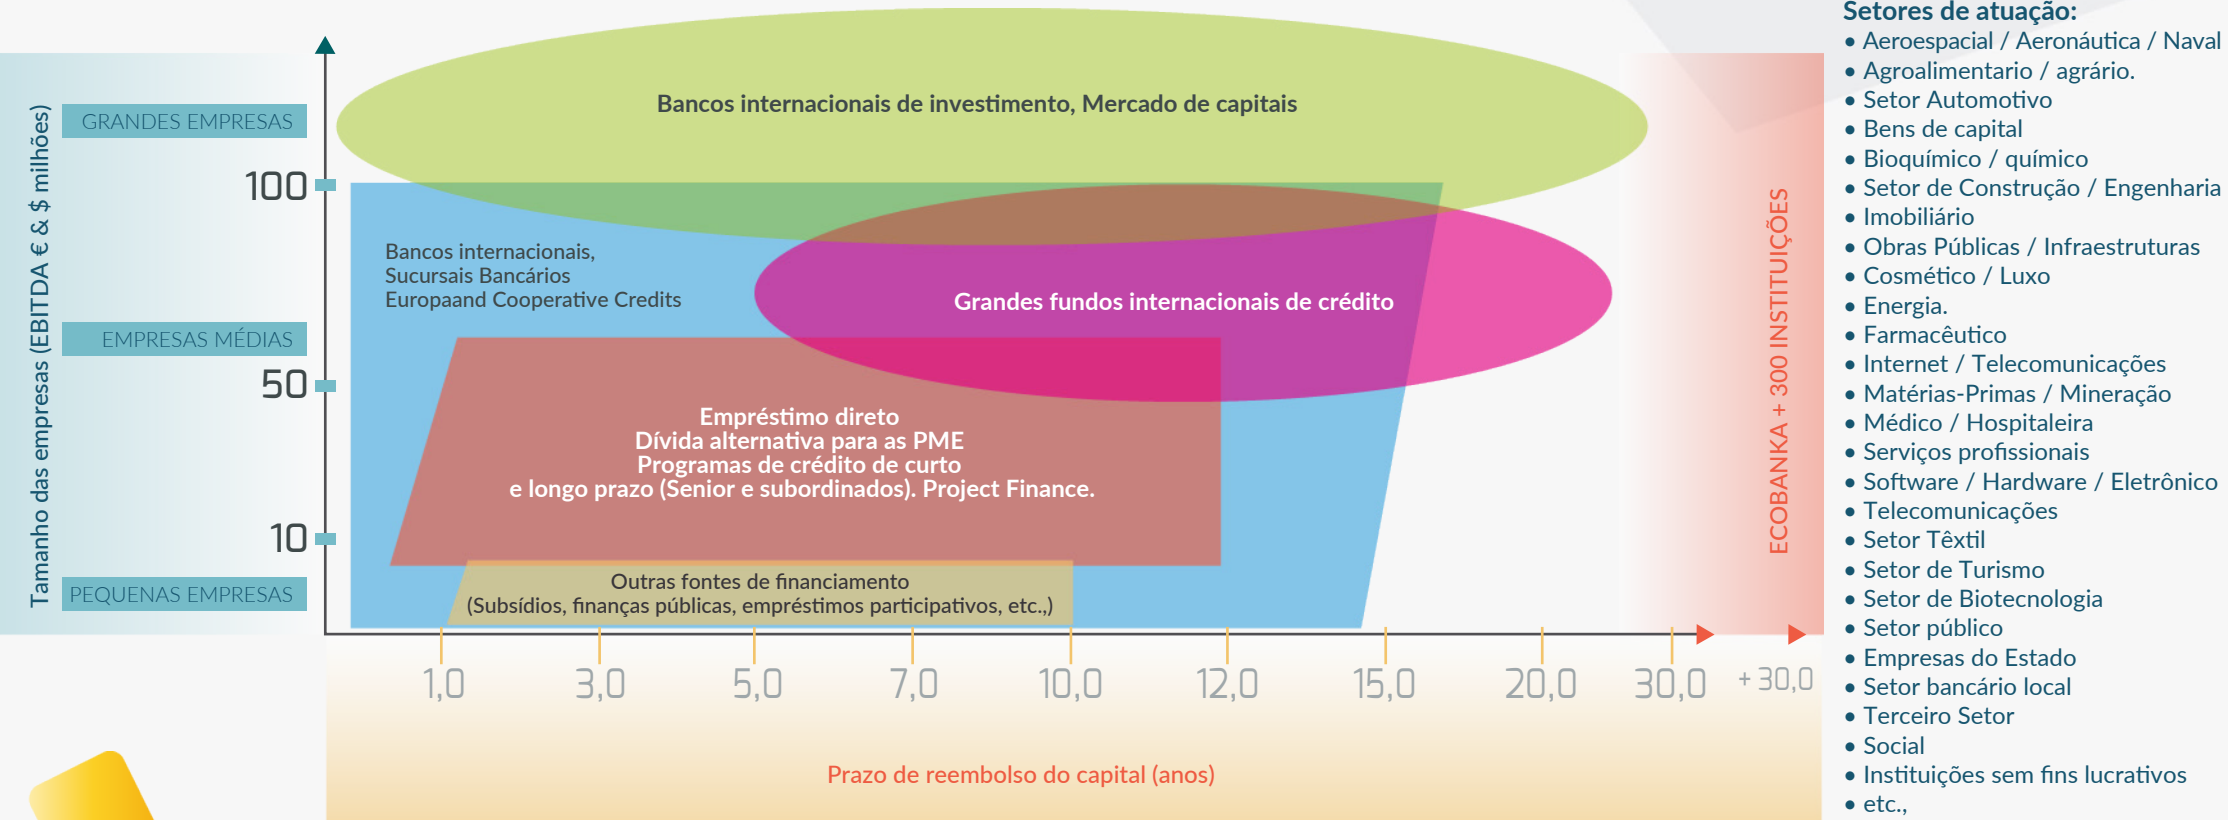 Tamanho das empresas (EBITDA € & $ milhões)
GRANDES EMPRESAS
100
EMPRESAS MÉDIAS
50
10
PEQUENAS EMPRESAS
Bancos internacionais de investimento, Mercado de capitais
Bancos internacionais,
Sucursais Bancários
Europaand Cooperative Credits
Grandes fundos internacionais de crédito
Empréstimo direto
Dívida alternativa para as PME
Programas de crédito de curto
e longo prazo (Senior e subordinados). Project Finance.
Outras fontes de financiamento
(Subsídios, finanças públicas, empréstimos participativos, etc.,)
1,0 3,0 5,0 7,0 10,0 12,0 15,0 20,0 30,0 + 30,0
Prazo de reembolso do capital (anos)
ECOBANKA + 300 INSTITUIÇÕES
Setores de atuação:
• Aeroespacial / Aeronáutica / Naval
• Agroalimentario / agrário.
• Setor Automotivo
• Bens de capital
• Bioquímico / químico
• Setor de Construção / Engenharia
• Imobiliário
• Obras Públicas / Infraestruturas
• Cosmético / Luxo
• Energia.
• Farmacêutico
• Internet / Telecomunicações
• Matérias-Primas / Mineração
• Médico / Hospitaleira
• Serviços profissionais
• Software / Hardware / Eletrônico
• Telecomunicações
• Setor Têxtil
• Setor de Turismo
• Setor de Biotecnologia
• Setor público
• Empresas do Estado
• Setor bancário local
• Terceiro Setor
• Social
• Instituições sem fins lucrativos
• etc.,